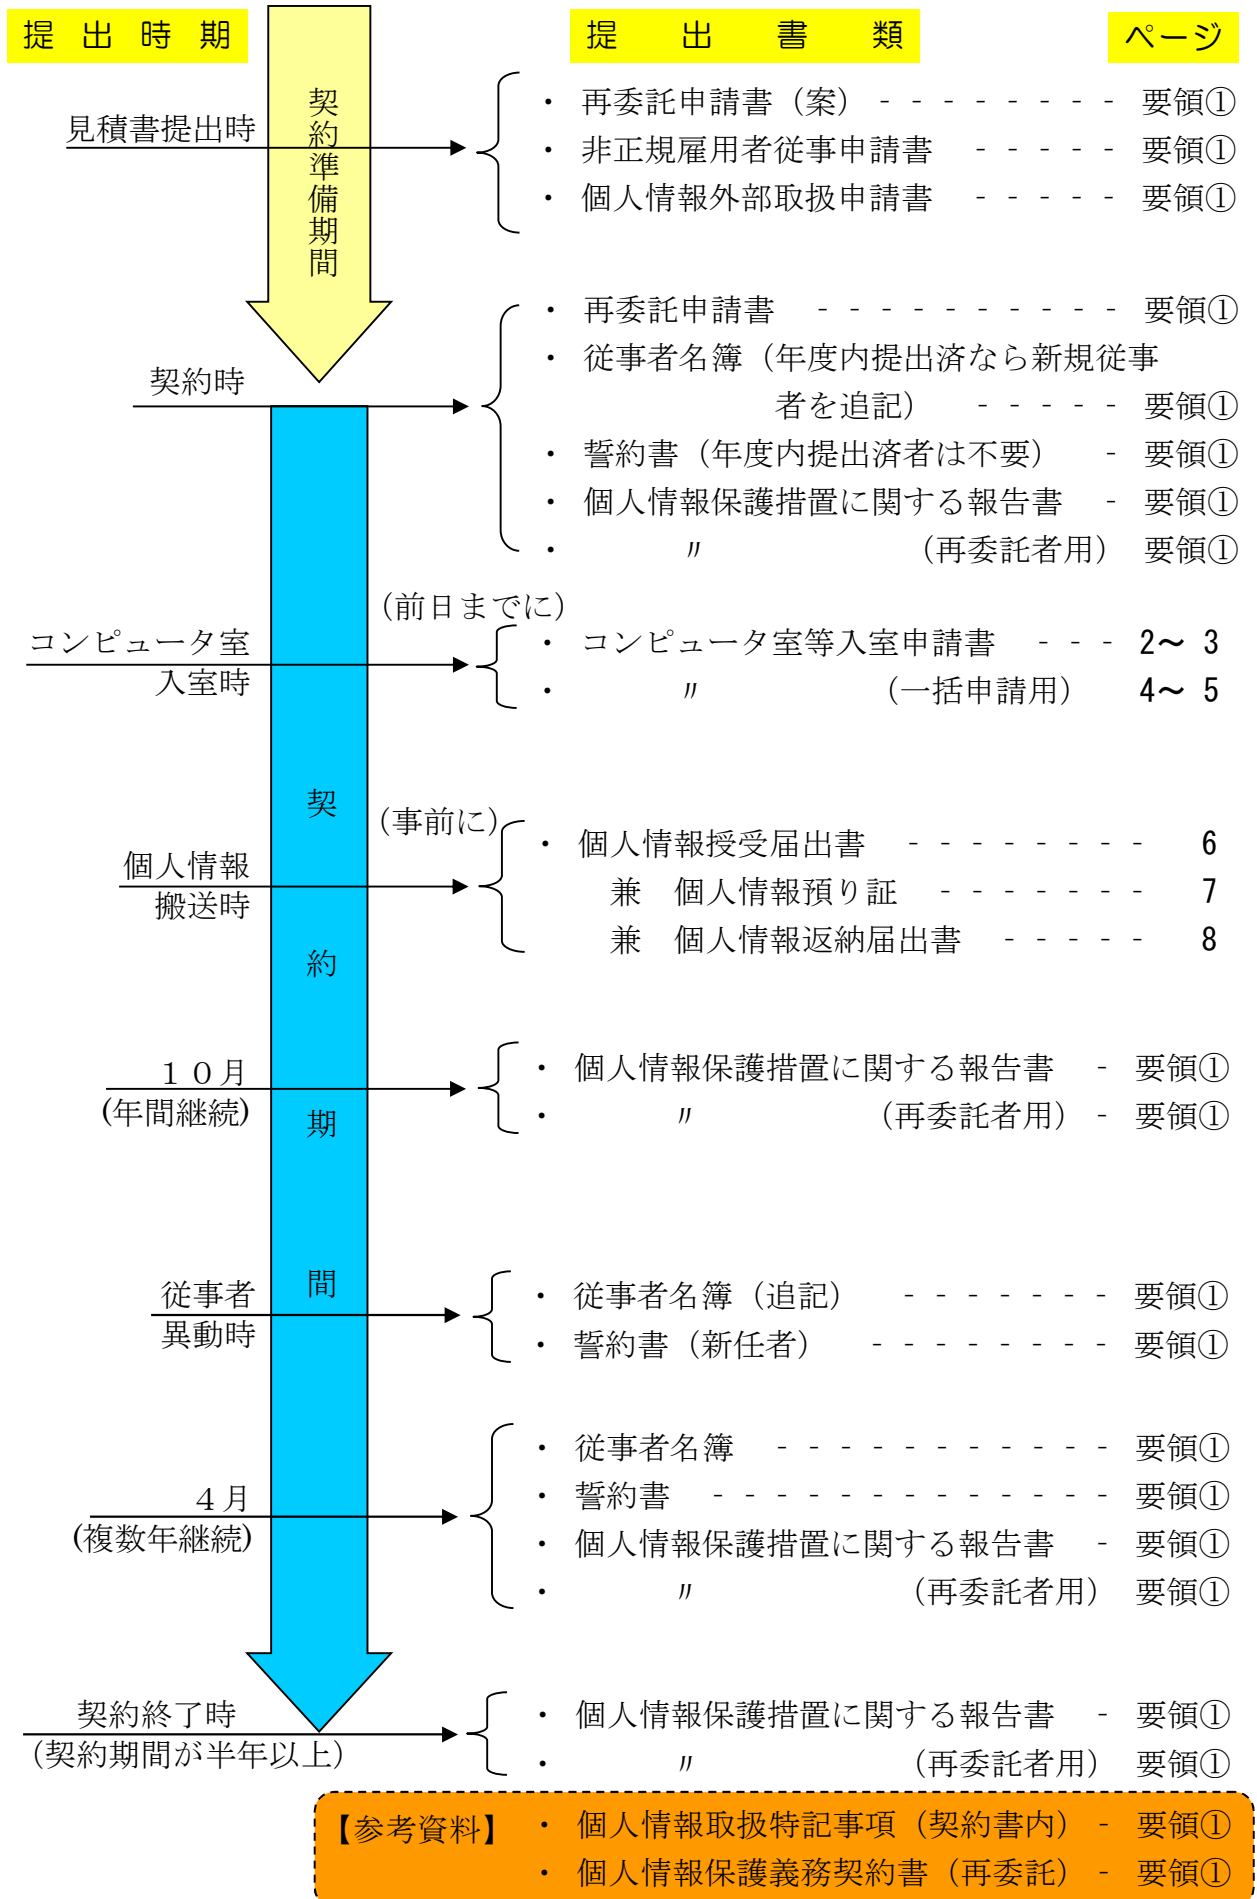 提出時期　提出書類　ページ
契約準備期間
見積書提出時
・ 再委託申請書（案）－－－－－－－－ 要領①
・ 非正規雇用者従事申請書 －－－－－ 要領①
・ 個人情報外部取扱申請書 －－－－－ 要領①
契約時
・ 再委託申請書 －－－－－－－－－－ 要領①
・ 従事者名簿（年度内提出済なら新規従事
者を追記） －－－－－ 要領①
・ 誓約書（年度内提出済者は不要） － 要領①
・ 個人情報保護措置に関する報告書 － 要領①
・ 〃 （再委託者用） 要領①
契約期間
コンピュータ室
入室時
（前日までに）
・ コンピュータ室等入室申請書 －－－ 2～ 3
・ 〃 （一括申請用） 4～ 5
個人情報
搬送時
（事前に）
・ 個人情報授受届出書 －－－－－－－－ 6
兼 個人情報預り証 －－－－－－－ 7
兼 個人情報返納届出書 －－－－－ 8
１０月
(年間継続)
・ 個人情報保護措置に関する報告書 － 要領①
・ 〃 （再委託者用）－ 要領①
従事者
異動時
・ 従事者名簿（追記） －－－－－－－ 要領①
・ 誓約書（新任者） －－－－－－－－ 要領①
４月
(複数年継続)
・ 従事者名簿 －－－－－－－－－－－ 要領①
・ 誓約書 －－－－－－－－－－－－－ 要領①
・ 個人情報保護措置に関する報告書 － 要領①
・ 〃 （再委託者用） 要領①
契約終了時
（契約期間が半年以上）
・ 個人情報保護措置に関する報告書 － 要領①
・ 〃 （再委託者用） 要領①
【参考資料】 ・ 個人情報取扱特記事項（契約書内）－ 要領①
・ 個人情報保護義務契約書（再委託）－ 要領①